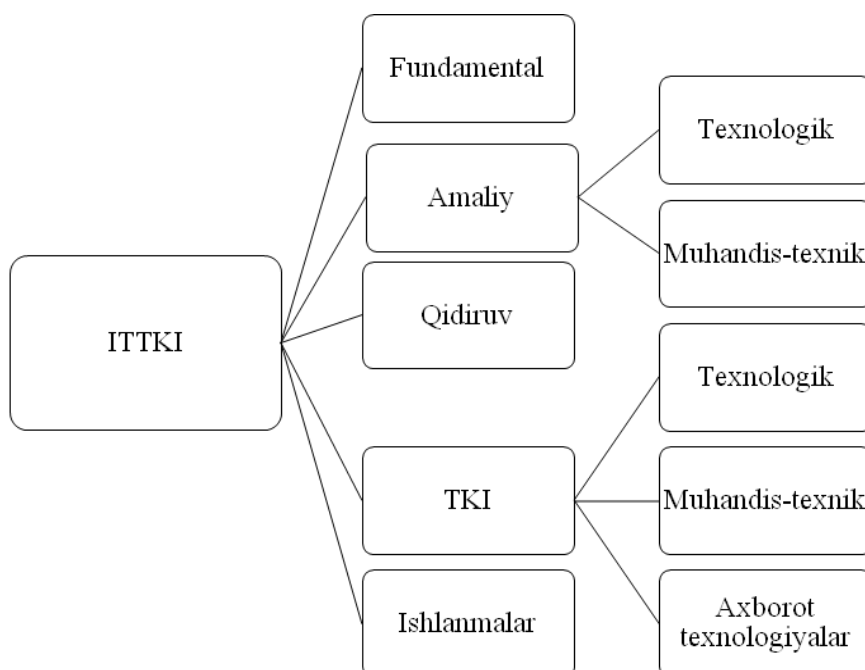 ITTKI
Fundamental
Amaliy
Texnologik
Muhandis-texnik
Qidiruv
TKI
Texnologik
Muhandis-texnik
Axborot
texnologiyalar
Ishlanmalar